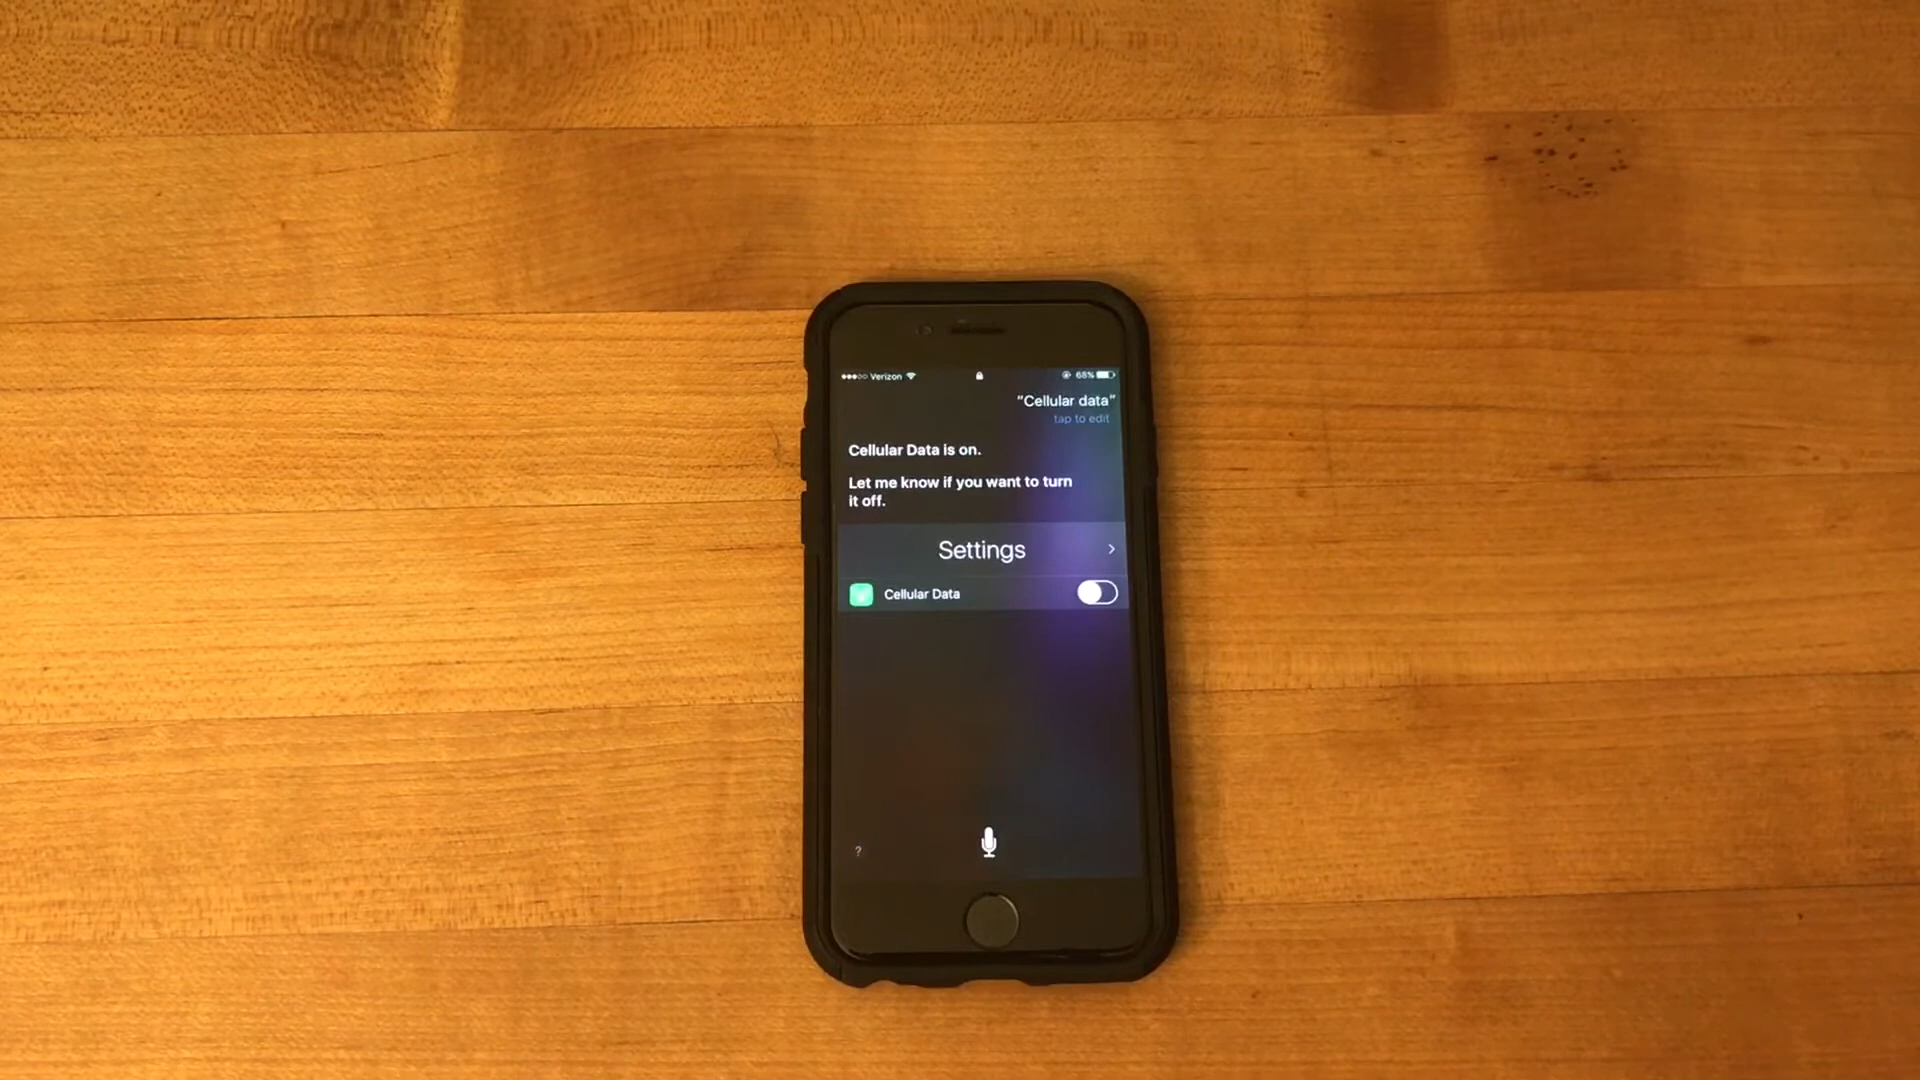 Verizon 68%
"Cellular data"
tap to edit
Cellular Data is on.
Let me know if you want to turn
it off.
Settings
Cellular Data
?